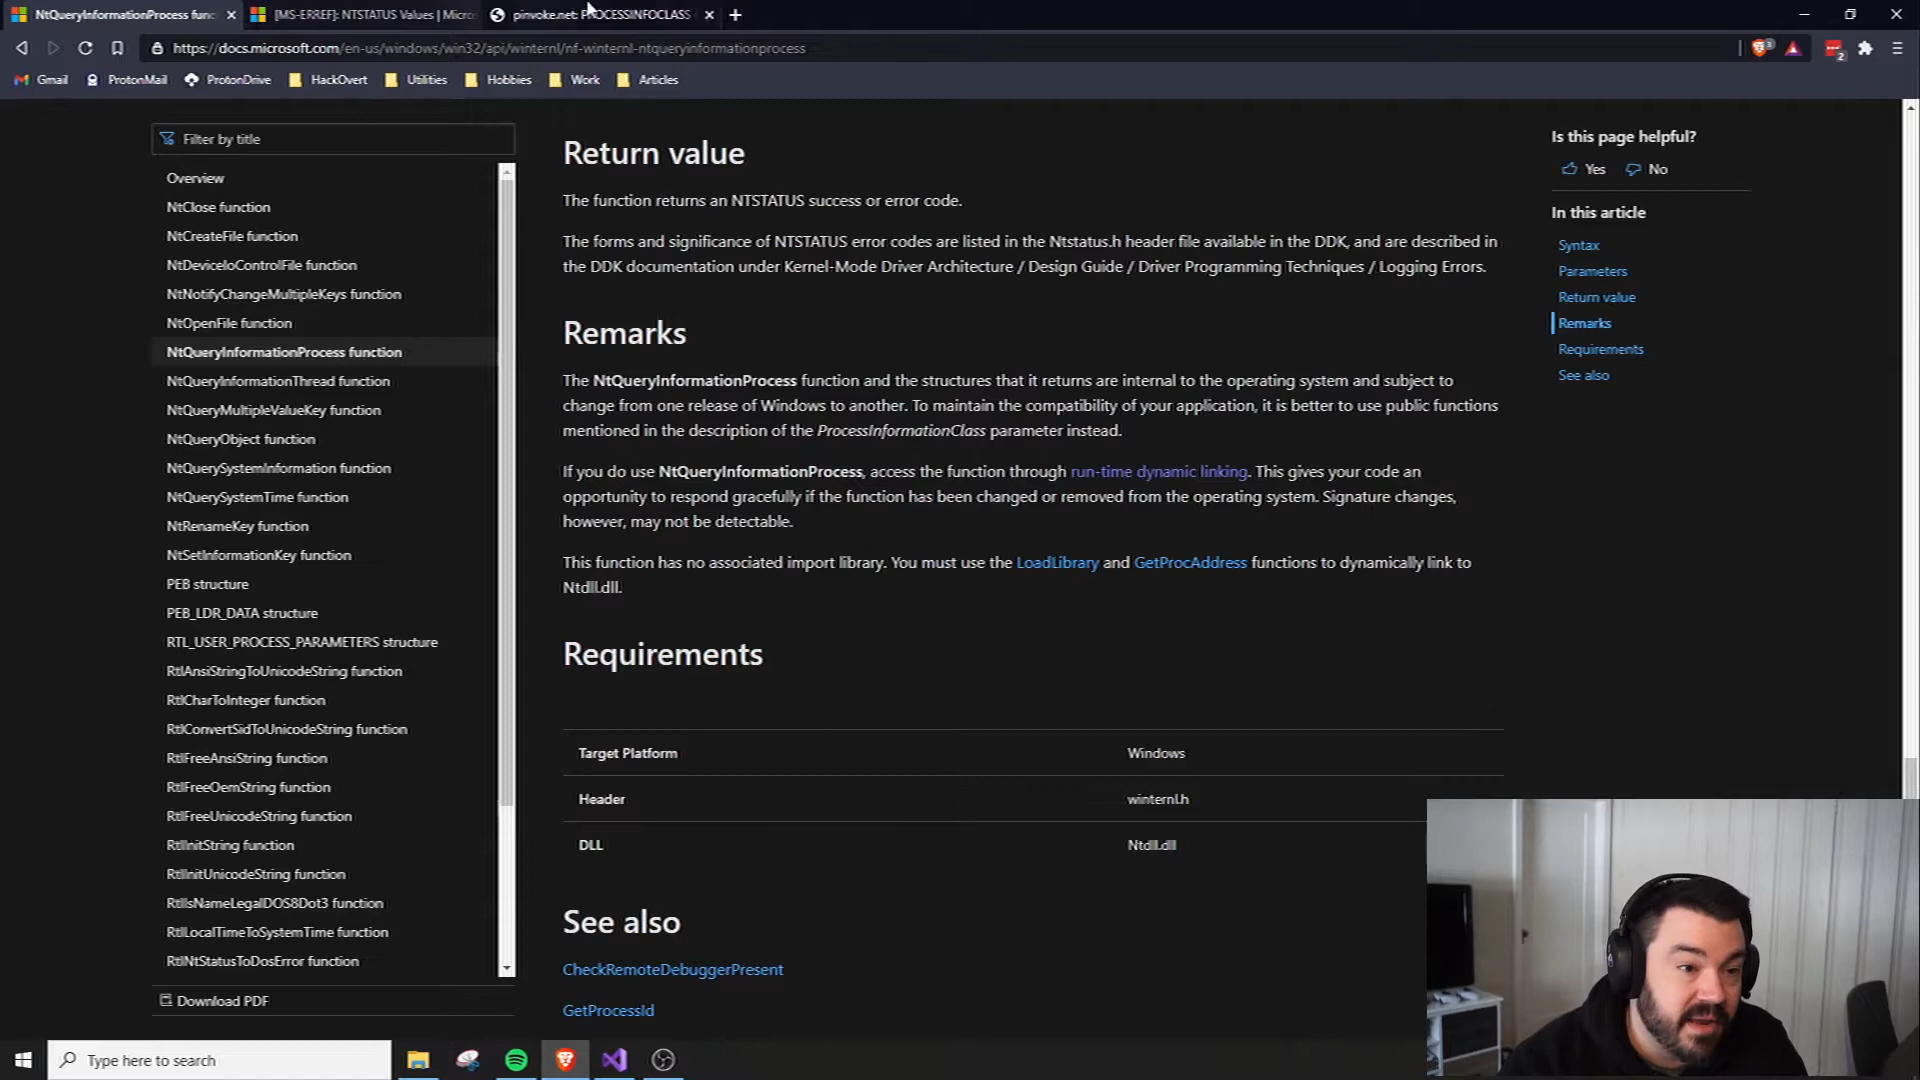 NtQueryInformationProcess func
[MS-ERREF]: NTSTATUS Values | Micros
pinvoke.net: PROCESSINFOCLASS
https://docs.microsoft.com/en-us/windows/win32/api/winternl/nf-winternl-ntqueryinformationprocess
3
2
Gmail
ProtonMail
ProtonDrive
HackOvert
Utilities
Hobbies
Work
Articles
Filter by title
Overview
NtClose function
NtCreateFile function
NtDeviceIoControlFile function
NtNotifyChangeMultipleKeys function
NtOpenFile function
NtQueryInformationProcess function
NtQueryInformationThread function
NtQueryMultipleValueKey function
NtQueryObject function
NtQuerySystemInformation function
NtQuerySystemTime function
NtRenameKey function
NtSetInformationKey function
PEB structure
PEB_LDR_DATA structure
RTL_USER_PROCESS_PARAMETERS structure
RtlAnsiStringToUnicodeString function
RtlCharToInteger function
RtlConvertSidToUnicodeString function
RtlFreeAnsiString function
RtlFreeOemString function
RtlFreeUnicodeString function
RtlInitString function
RtlInitUnicodeString function
RtlIsNameLegalDOS8Dot3 function
RtlLocalTimeToSystemTime function
RtlNtStatusToDosError function
Download PDF
Return value
The function returns an NTSTATUS success or error code.
The forms and significance of NTSTATUS error codes are listed in the Ntstatus.h header file available in the DDK, and are described in
the DDK documentation under Kernel-Mode Driver Architecture / Design Guide / Driver Programming Techniques / Logging Errors.
Remarks
The NtQueryInformationProcess function and the structures that it returns are internal to the operating system and subject to
change from one release of Windows to another. To maintain the compatibility of your application, it is better to use public functions
mentioned in the description of the ProcessInformationClass parameter instead.
If you do use NtQueryInformationProcess, access the function through run-time dynamic linking. This gives your code an
opportunity to respond gracefully if the function has been changed or removed from the operating system. Signature changes,
however, may not be detectable.
This function has no associated import library. You must use the LoadLibrary and GetProcAddress functions to dynamically link to
Ntdll.dll.
Requirements
Target Platform Windows
Header winternl.h
DLL Ntdll.dll
See also
CheckRemoteDebuggerPresent
GetProcessId
Is this page helpful?
Yes No
In this article
Syntax
Parameters
Return value
Remarks
Requirements
See also
Type here to search